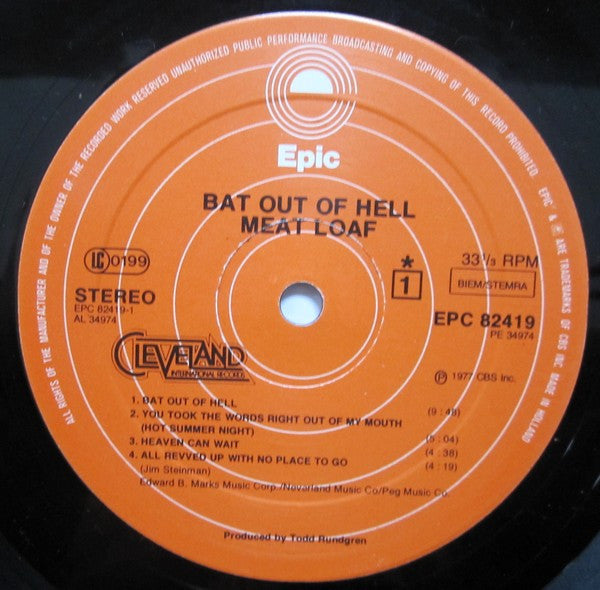 ALL RIGHTS OF THE MANUFACTURER AND OF THE OWNER OF THE RECORDED WORK RESERVED UNAUTHORIZED PUBLIC PERFORMANCE BROADCASTING AND COPYING OF THIS RECORD PROHIBITED. EPIC & ℗ ARE TRADEMARKS OF CBS INC MADE IN HOLLAND
Epic
BAT OUT OF HELL
MEAT LOAF
LC 0199
STEREO
EPC 82419-1
AL 34974
*
1
33⅓ RPM
BIEM/STEMRA
EPC 82419
PE 34974
CLEVELAND
INTERNATIONAL RECORDS
℗ 1977 CBS Inc.
1. BAT OUT OF HELL (9 : 48)
2. YOU TOOK THE WORDS RIGHT OUT OF MY MOUTH
(HOT SUMMER NIGHT) (5 : 04)
3. HEAVEN CAN WAIT (4 : 38)
4. ALL REVVED UP WITH NO PLACE TO GO (4 : 19)
(Jim Steinman)
Edward B. Marks Music Corp./Neverland Music Co/Peg Music Co.
Produced by Todd Rundgren